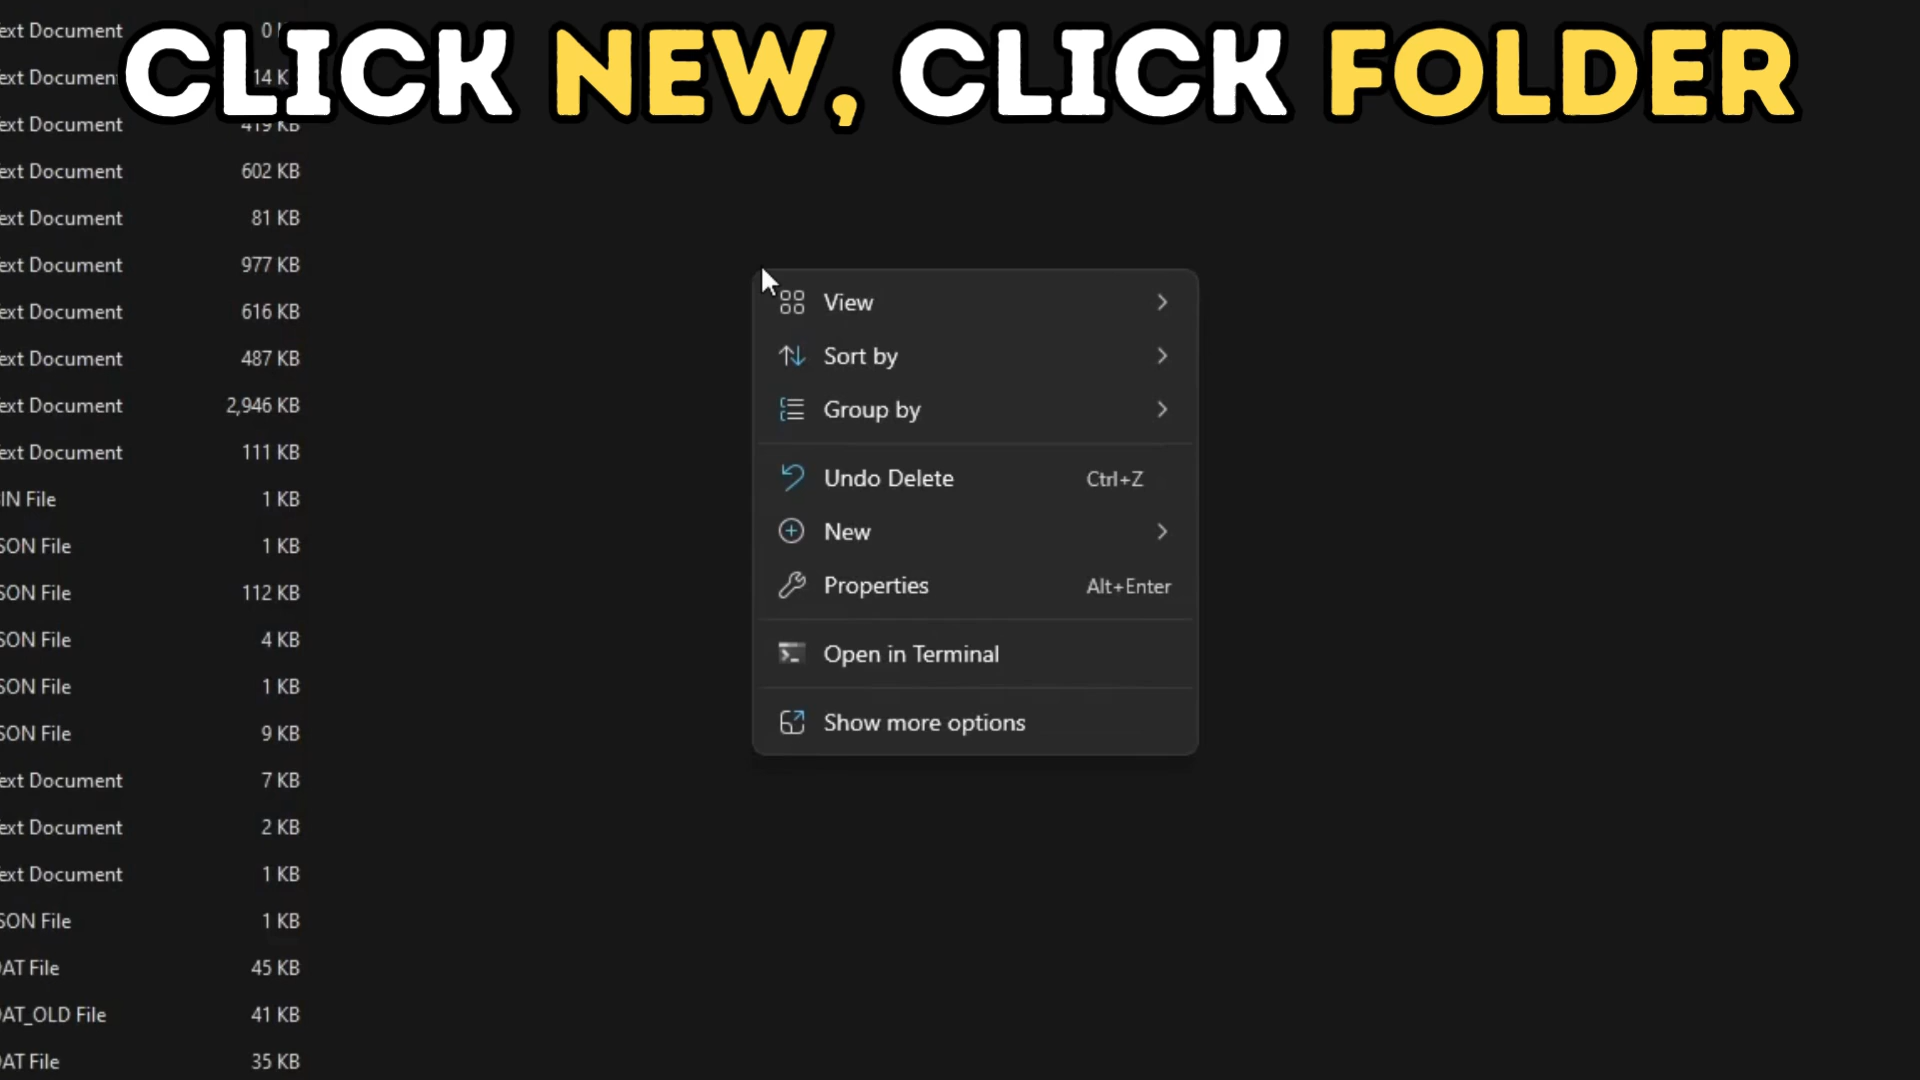 CLICK NEW, CLICK FOLDER
ext Document
ext Document 14 K
ext Document 419 KB
ext Document 602 KB
ext Document 81 KB
ext Document 977 KB
ext Document 616 KB
ext Document 487 KB
ext Document 2,946 KB
ext Document 111 KB
IN File 1 KB
SON File 1 KB
SON File 112 KB
SON File 4 KB
SON File 1 KB
SON File 9 KB
ext Document 7 KB
ext Document 2 KB
ext Document 1 KB
SON File 1 KB
AT File 45 KB
AT_OLD File 41 KB
AT File 35 KB
View
Sort by
Group by
Undo Delete Ctrl+Z
New
Properties Alt+Enter
Open in Terminal
Show more options